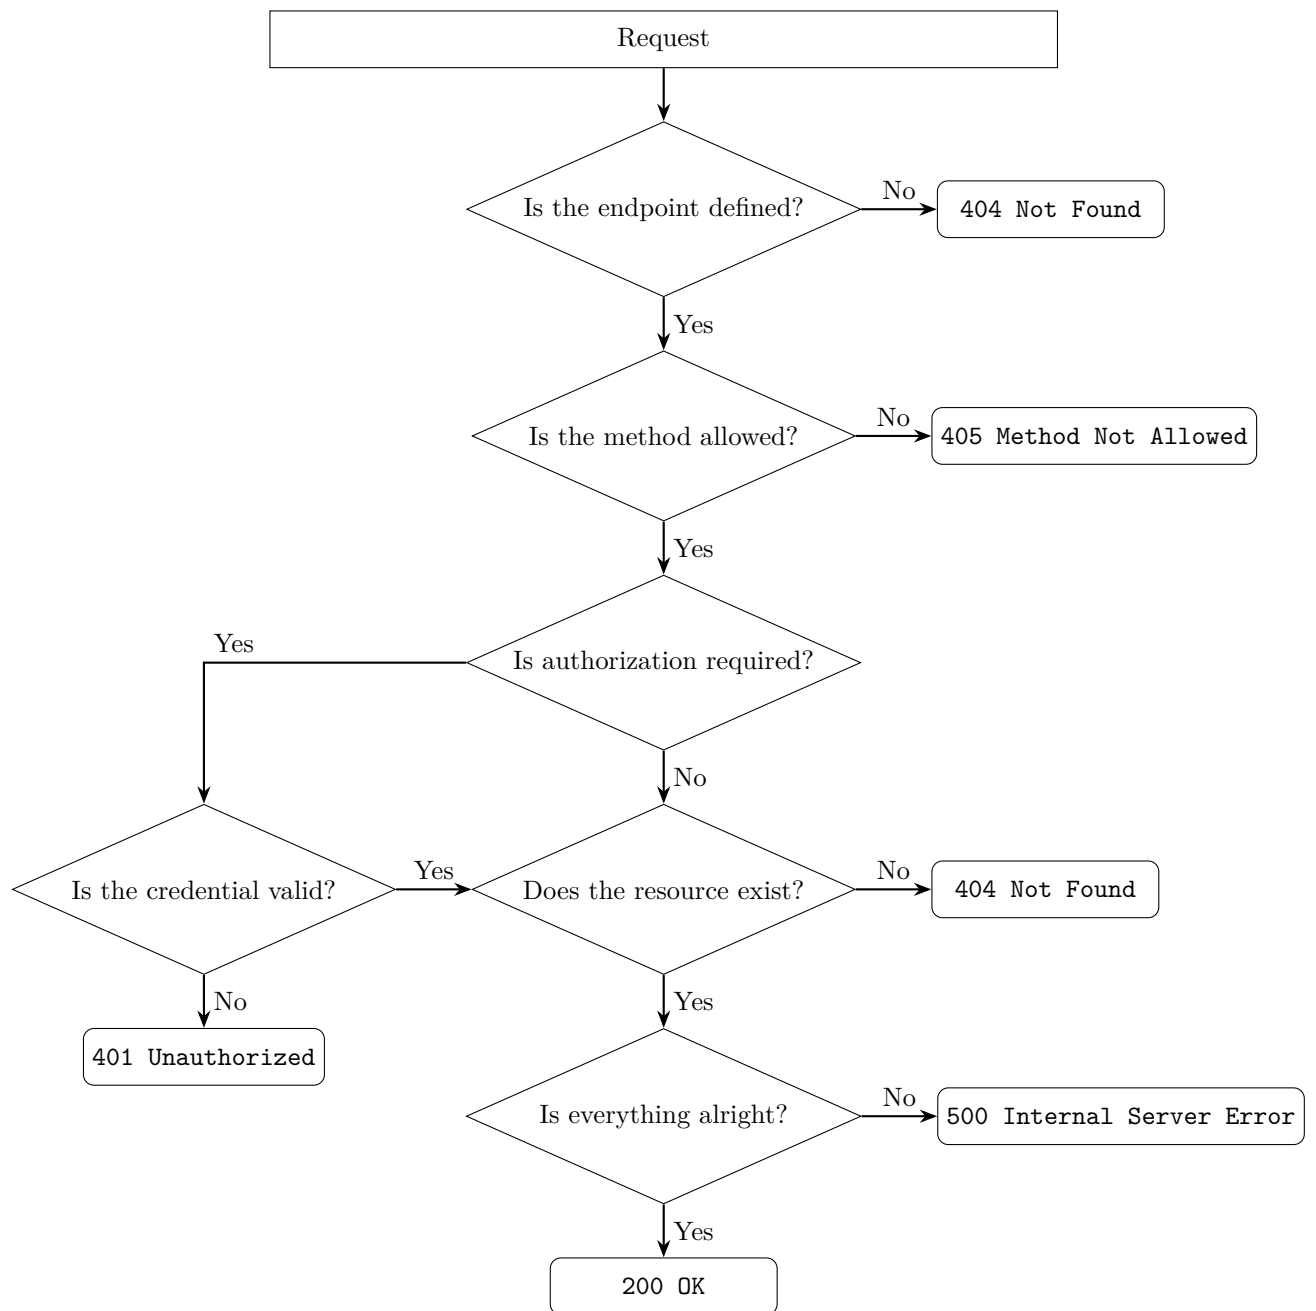 Request
Is the endpoint defined?
No
404 Not Found
Yes
Is the method allowed?
No
405 Method Not Allowed
Yes
Yes
Is authorization required?
No
Is the credential valid?
Yes
Does the resource exist?
No
404 Not Found
No
Yes
401 Unauthorized
Is everything alright?
No
500 Internal Server Error
Yes
200 OK